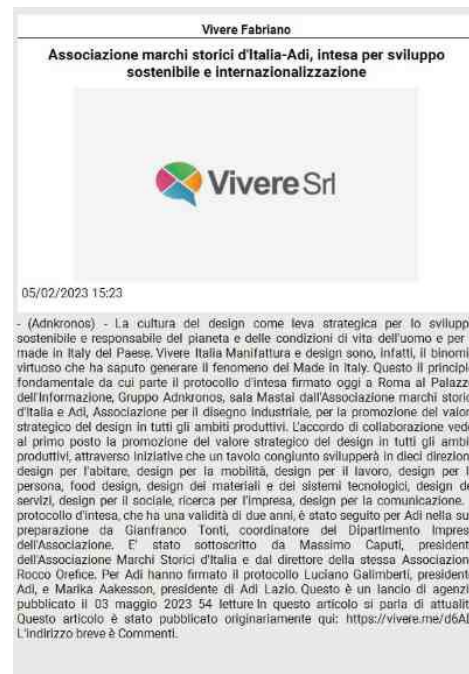 Vivere Fabriano
Associazione marchi storici d'Italia-Adi, intesa per sviluppo
sostenibile e internazionalizzazione
Vivere Srl
05/02/2023 15:23
- (Adnkronos) - La cultura del design come leva strategica per lo svilupp
sostenibile e responsabile del pianeta e delle condizioni di vita dell'uomo e per
made in Italy del Paese. Vivere Italia Manifattura e design sono, infatti, il binomi
virtuoso che ha saputo generare il fenomeno del Made in Italy. Questo il principi
fondamentale da cui parte il protocollo d'intesa firmato oggi a Roma al Palazz
dell'Informazione, Gruppo Adnkronos, sala Mastai dall'Associazione marchi storic
d'Italia e Adi, Associazione per il disegno industriale, per la promozione del valor
strategico del design in tutti gli ambiti produttivi. L'accordo di collaborazione ved
al primo posto la promozione del valore strategico del design in tutti gli ambi
produttivi, attraverso iniziative che un tavolo congiunto svilupperà in dieci direzion
design per l'abitare, design per la mobilità, design per il lavoro, design per l
persona, food design, design dei materiali e dei sistemi tecnologici, design de
servizi, design per il sociale, ricerca per l'impresa, design per la comunicazione.
protocollo d'intesa, che ha una validità di due anni, è stato seguito per Adi nella su
preparazione da Gianfranco Tonti, coordinatore del Dipartimento Impres
dell'Associazione. E' stato sottoscritto da Massimo Caputi, president
dell'Associazione Marchi Storici d'Italia e dal direttore della stessa Association
Rocco Orefice. Per Adi hanno firmato il protocollo Luciano Galimberti, president
Adi, e Marika Aakesson, presidente di Adi Lazio. Questo è un lancio di agenzi
pubblicato il 03 maggio 2023 54 letture In questo articolo si parla di attualit
Questo articolo è stato pubblicato originariamente qui: https://vivere.me/d6AD
L'indirizzo breve è Commenti.